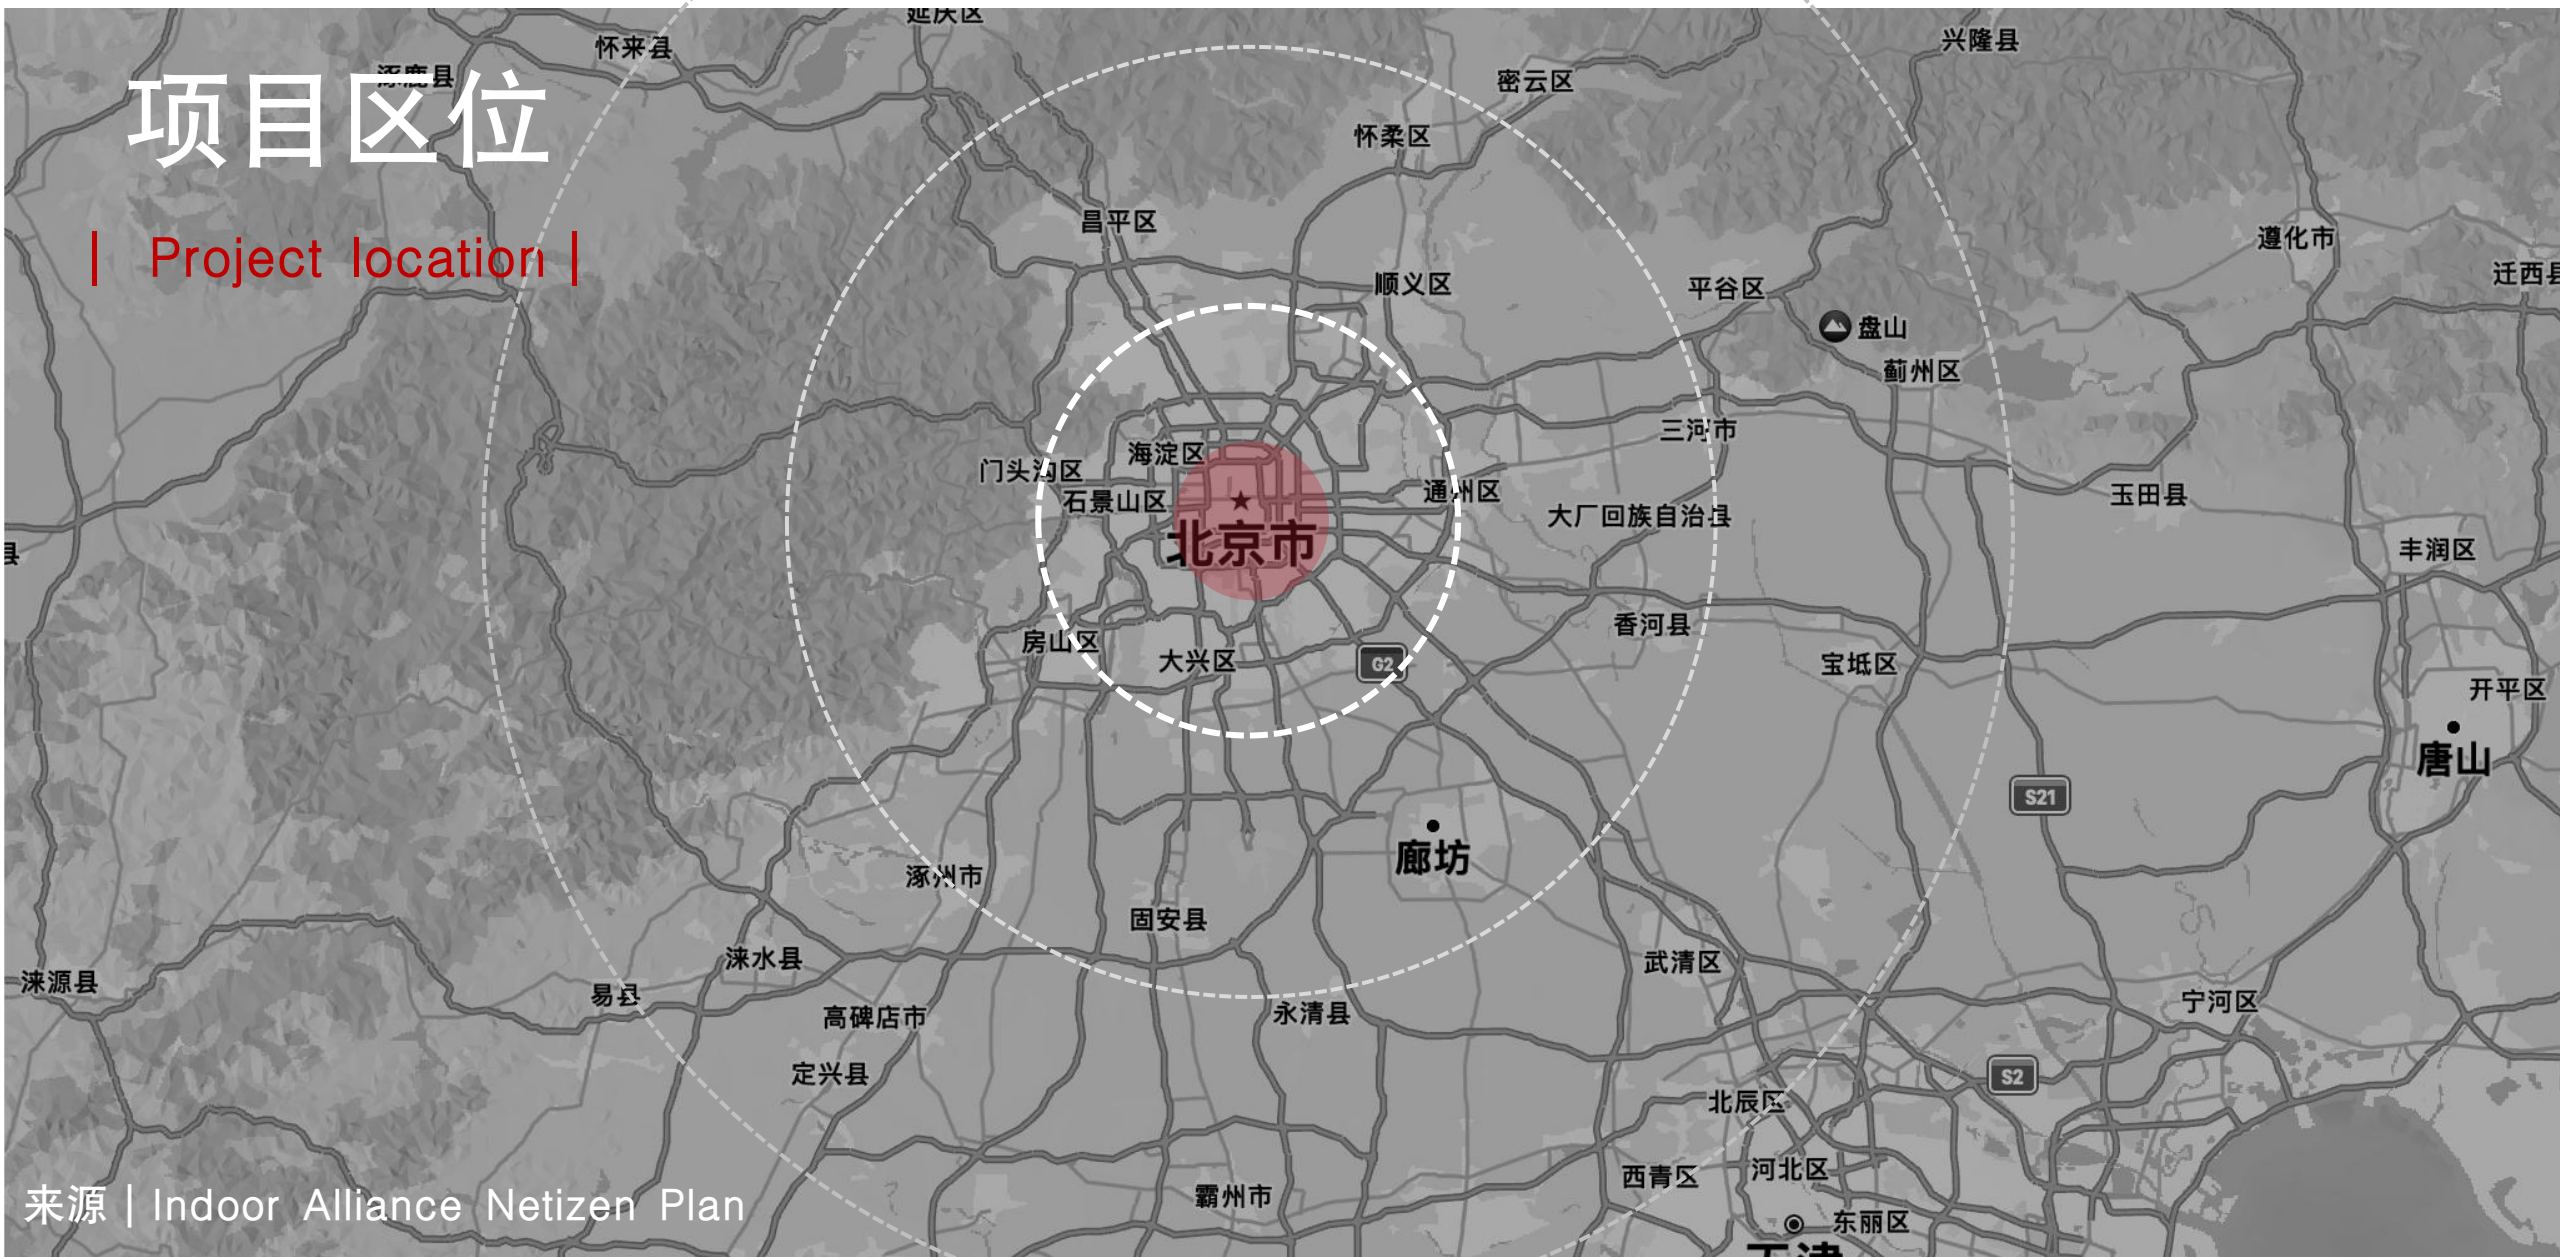 项目区位
| Project location |
延庆区
怀来县
兴隆县
涿鹿县
密云区
怀柔区
昌平区
遵化市
迁西县
顺义区
平谷区
盘山
蓟州区
三河市
海淀区
门头沟区
石景山区
通州区
玉田县
大厂回族自治县
北京市
丰润区
县
香河县
房山区
大兴区
G2
宝坻区
开平区
唐山
S21
廊坊
涿州市
固安县
涞水县
武清区
涞源县
易县
宁河区
高碑店市
永清县
定兴县
S2
北辰区
西青区
河北区
霸州市
东丽区
天津
来源 | Indoor Alliance Netizen Plan